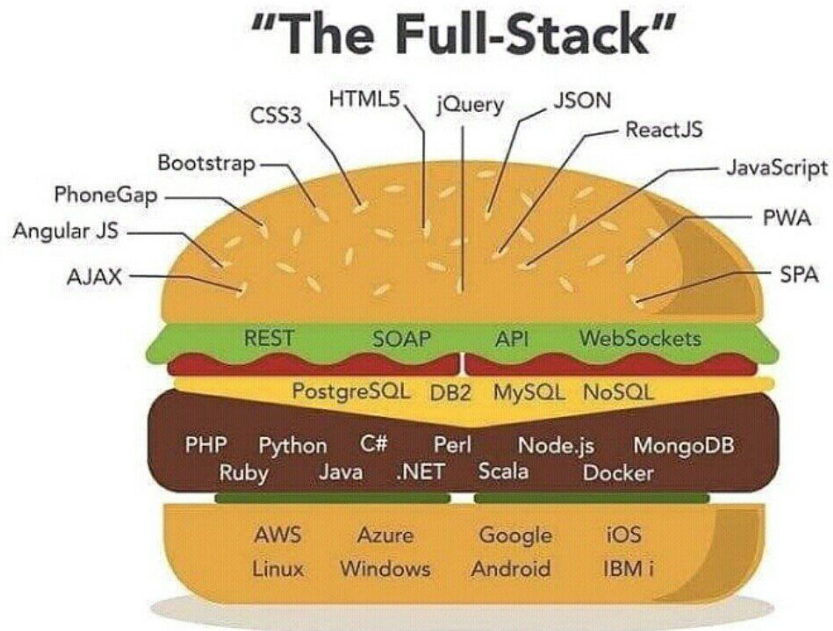 "The Full-Stack"
HTML5
jQuery
JSON
CSS3
ReactJS
Bootstrap
JavaScript
PhoneGap
PWA
Angular JS
AJAX
SPA
REST SOAP API WebSockets
PostgreSQL DB2 MySQL NoSQL
PHP Python C# Perl Node.js MongoDB
Ruby Java .NET Scala Docker
AWS Azure Google iOS
Linux Windows Android IBM i